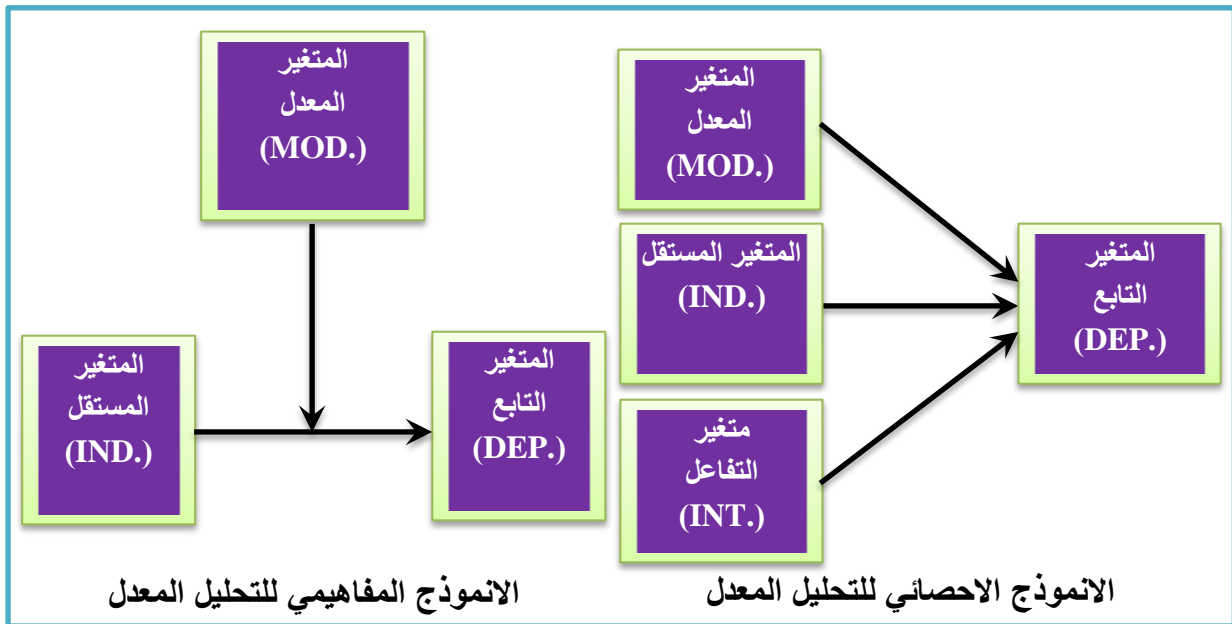 المتغير
المعدل
(MOD.)
المتغير
المستقل
(IND.)
المتغير
التابع
(DEP.)
الانموذج المفاهيمي للتحليل المعدل
المتغير
المعدل
(MOD.)
المتغير المستقل
(IND.)
متغير
التفاعل
(INT.)
المتغير
التابع
(DEP.)
الانموذج الاحصائي للتحليل المعدل